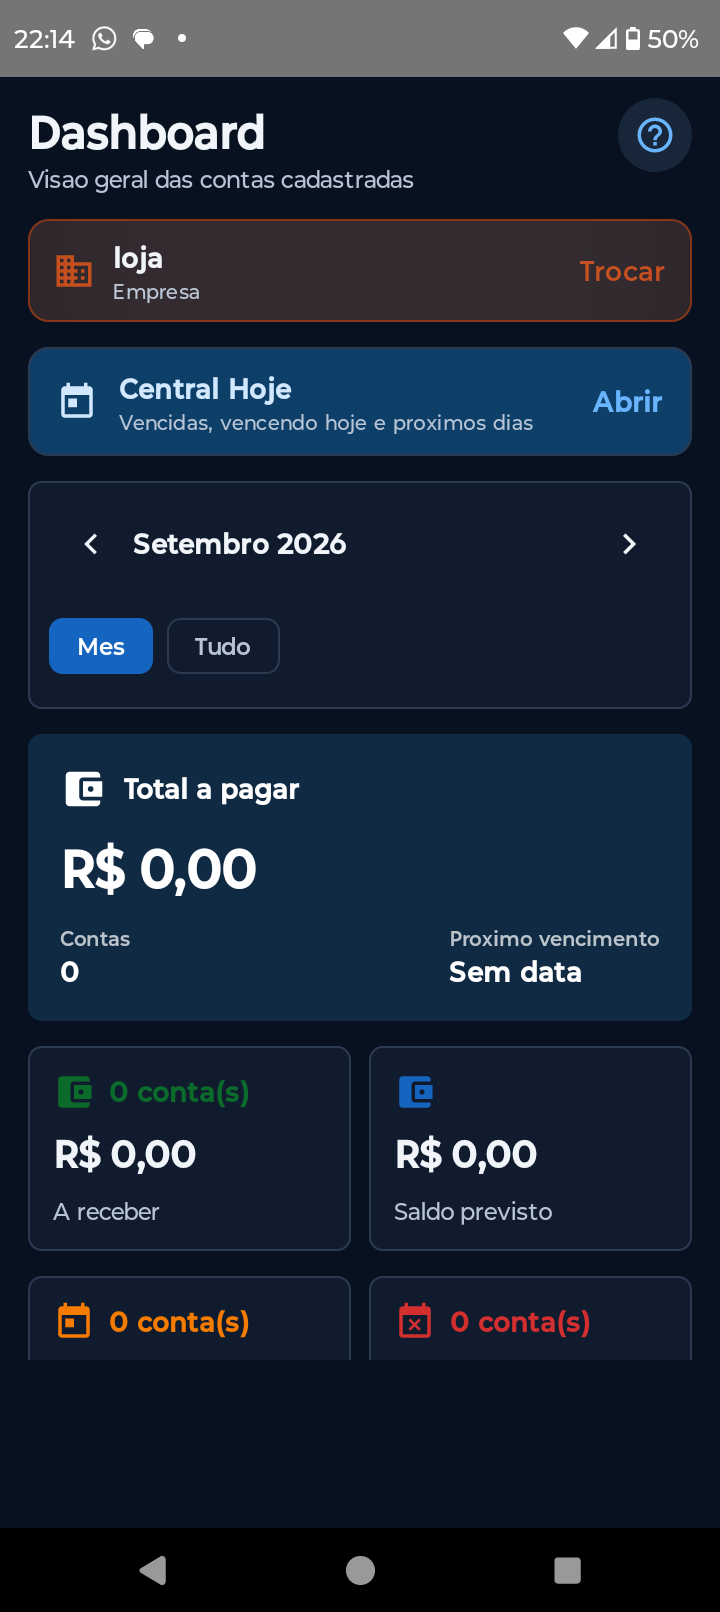 22:14
50%
Dashboard
Visao geral das contas cadastradas
loja
Empresa
Trocar
Central Hoje
Vencidas, vencendo hoje e proximos dias
Abrir
Setembro 2026
Mes
Tudo
Total a pagar
R$ 0,00
Contas
0
Proximo vencimento
Sem data
0 conta(s)
R$ 0,00
A receber
R$ 0,00
Saldo previsto
0 conta(s)
0 conta(s)